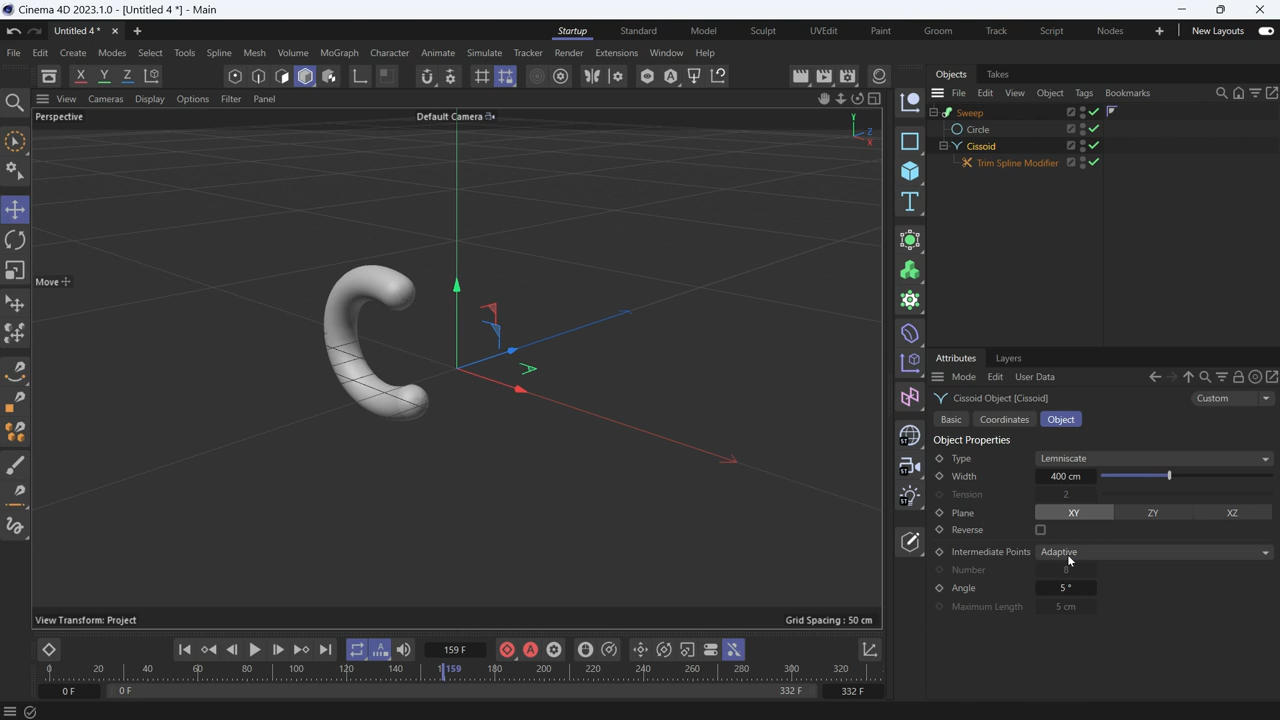 Cinema 4D 2023.1.0 - [Untitled 4 *] - Main
Untitled 4 *
Startup Standard Model Sculpt UVEdit Paint Groom Track Script Nodes New Layouts
File Edit Create Modes Select Tools Spline Mesh Volume MoGraph Character Animate Simulate Tracker Render Extensions Window Help
X Y Z
Objects Takes
File Edit View Object Tags Bookmarks
View Cameras Display Options Filter Panel
Perspective
Default Camera
Y
Z
X
Move
View Transform: Project
Grid Spacing : 50 cm
Sweep
Circle
Cissoid
Trim Spline Modifier
Attributes Layers
Mode Edit User Data
Cissoid Object [Cissoid]
Custom
Basic Coordinates Object
Object Properties
Type Lemniscate
Width 400 cm
Tension 2
Plane XY ZY XZ
Reverse
Intermediate Points Adaptive
Number 8
Angle 5 °
Maximum Length 5 cm
159 F
0 20 40 60 80 100 120 140 159 180 200 220 240 260 280 300 320
0 F 0 F 332 F 332 F